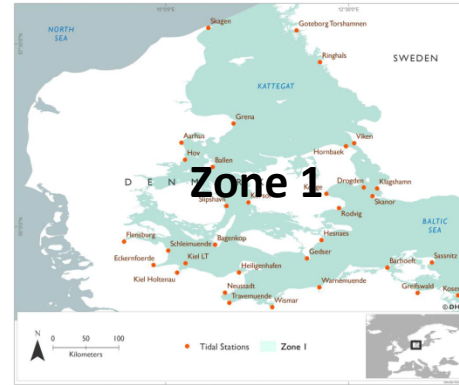 Skagen
Goteborg Torshamnen
NORTH
SEA
Ringhals
SWEDEN
KATTEGAT
Grena
Aarhus
Viken
Hov
Hornbaek
Ballen
DENM
Zone 1
Drogden
Klagshamn
Slipshavn
Skanor
Rodvig
BALTIC
SEA
Flensburg
Hesnaes
Schleimuende
Bagenkop
Gedser
Eckernfoerde
Kiel LT
Barhoeft
Sassnitz
Kiel Holtenau
Heiligenhafen
Neustadt
Warnemuende
Greifswald
Travemuende
Wismar
N
0 50 100
Kilometers
Tidal Stations
Zone 1